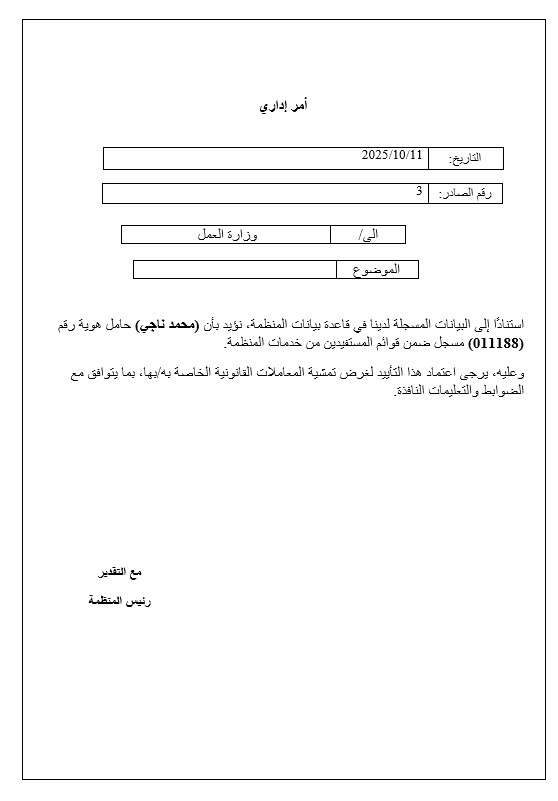 أمر إداري
التاريخ: 2025/10/11
رقم الصادر: 3
الى/ وزارة العمل
الموضوع
استنادًا إلى البيانات المسجلة لدينا في قاعدة بيانات المنظمة، نؤيد بأن (محمد ناجي) حامل هوية رقم
(011188) مسجل ضمن قوائم المستفيدين من خدمات المنظمة.
وعليه، يرجى اعتماد هذا التأييد لغرض تمشية المعاملات القانونية الخاصة به/بها، بما يتوافق مع
الضوابط والتعليمات النافذة.
مع التقدير
رئيس المنظمة